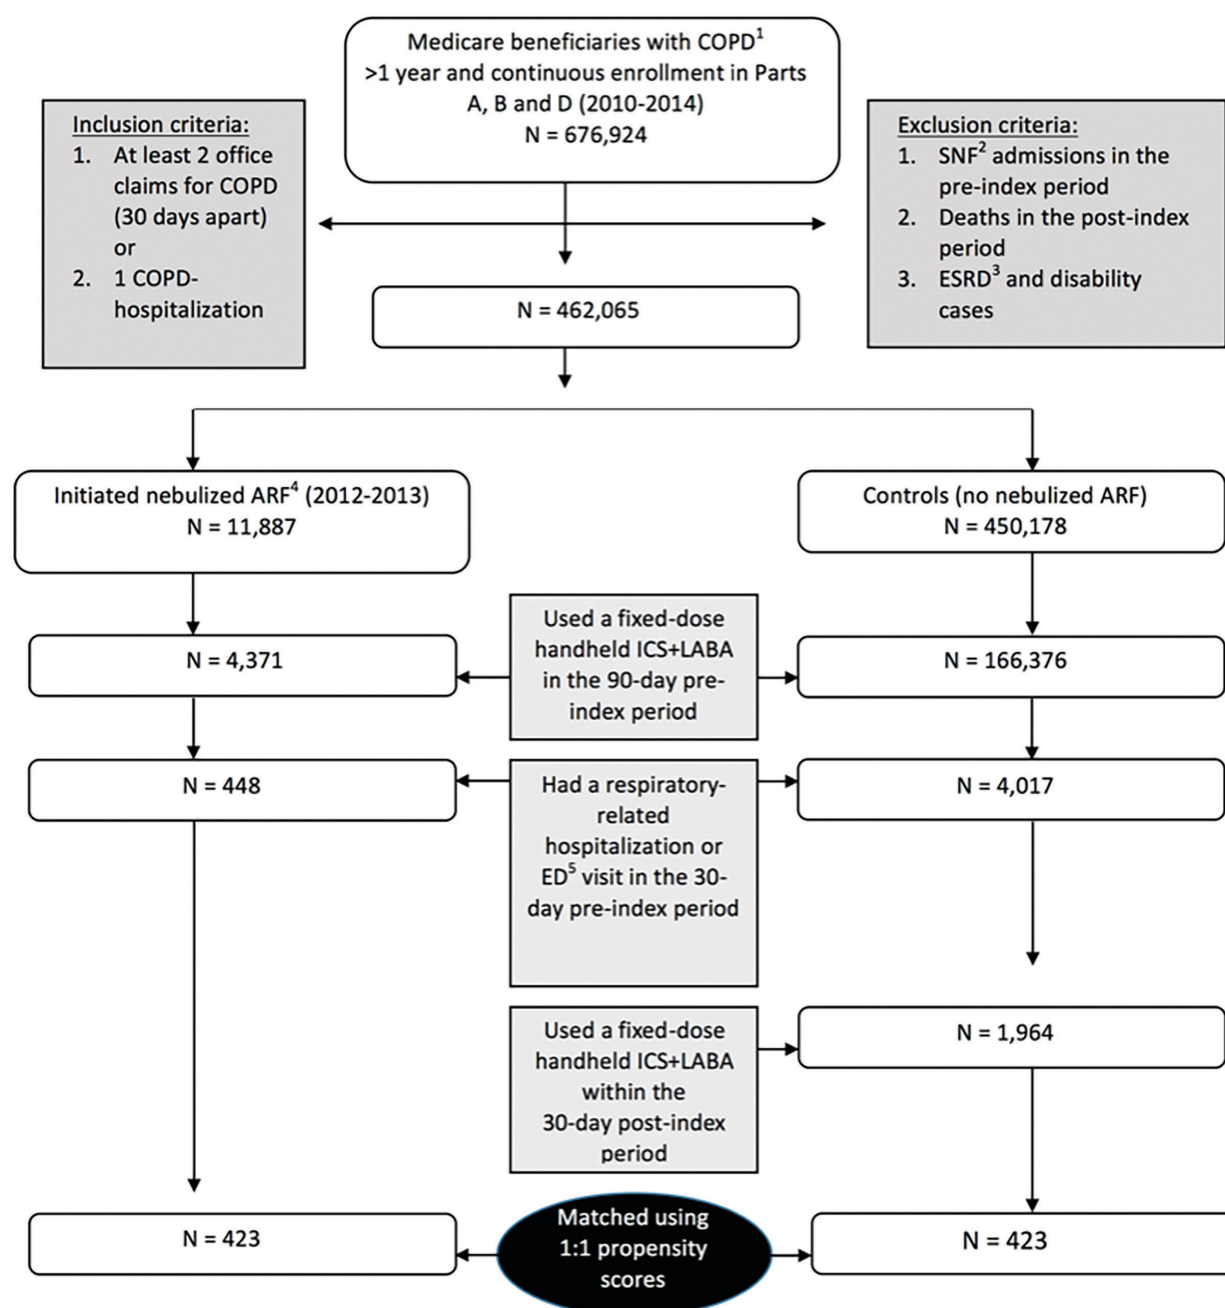 Medicare beneficiaries with COPD¹
>1 year and continuous enrollment in Parts
A, B and D (2010-2014)
N = 676,924
Inclusion criteria:
1. At least 2 office
claims for COPD
(30 days apart)
or
2. 1 COPD-
hospitalization
Exclusion criteria:
1. SNF² admissions in the
pre-index period
2. Deaths in the post-index
period
3. ESRD³ and disability
cases
N = 462,065
Initiated nebulized ARF⁴ (2012-2013)
N = 11,887
Controls (no nebulized ARF)
N = 450,178
Used a fixed-dose
handheld ICS+LABA
in the 90-day pre-
index period
N = 4,371
N = 166,376
N = 448
Had a respiratory-
related
hospitalization or
ED⁵ visit in the 30-
day pre-index period
N = 4,017
Used a fixed-dose
handheld ICS+LABA
within the
30-day post-index
period
N = 1,964
N = 423
Matched using
1:1 propensity
scores
N = 423